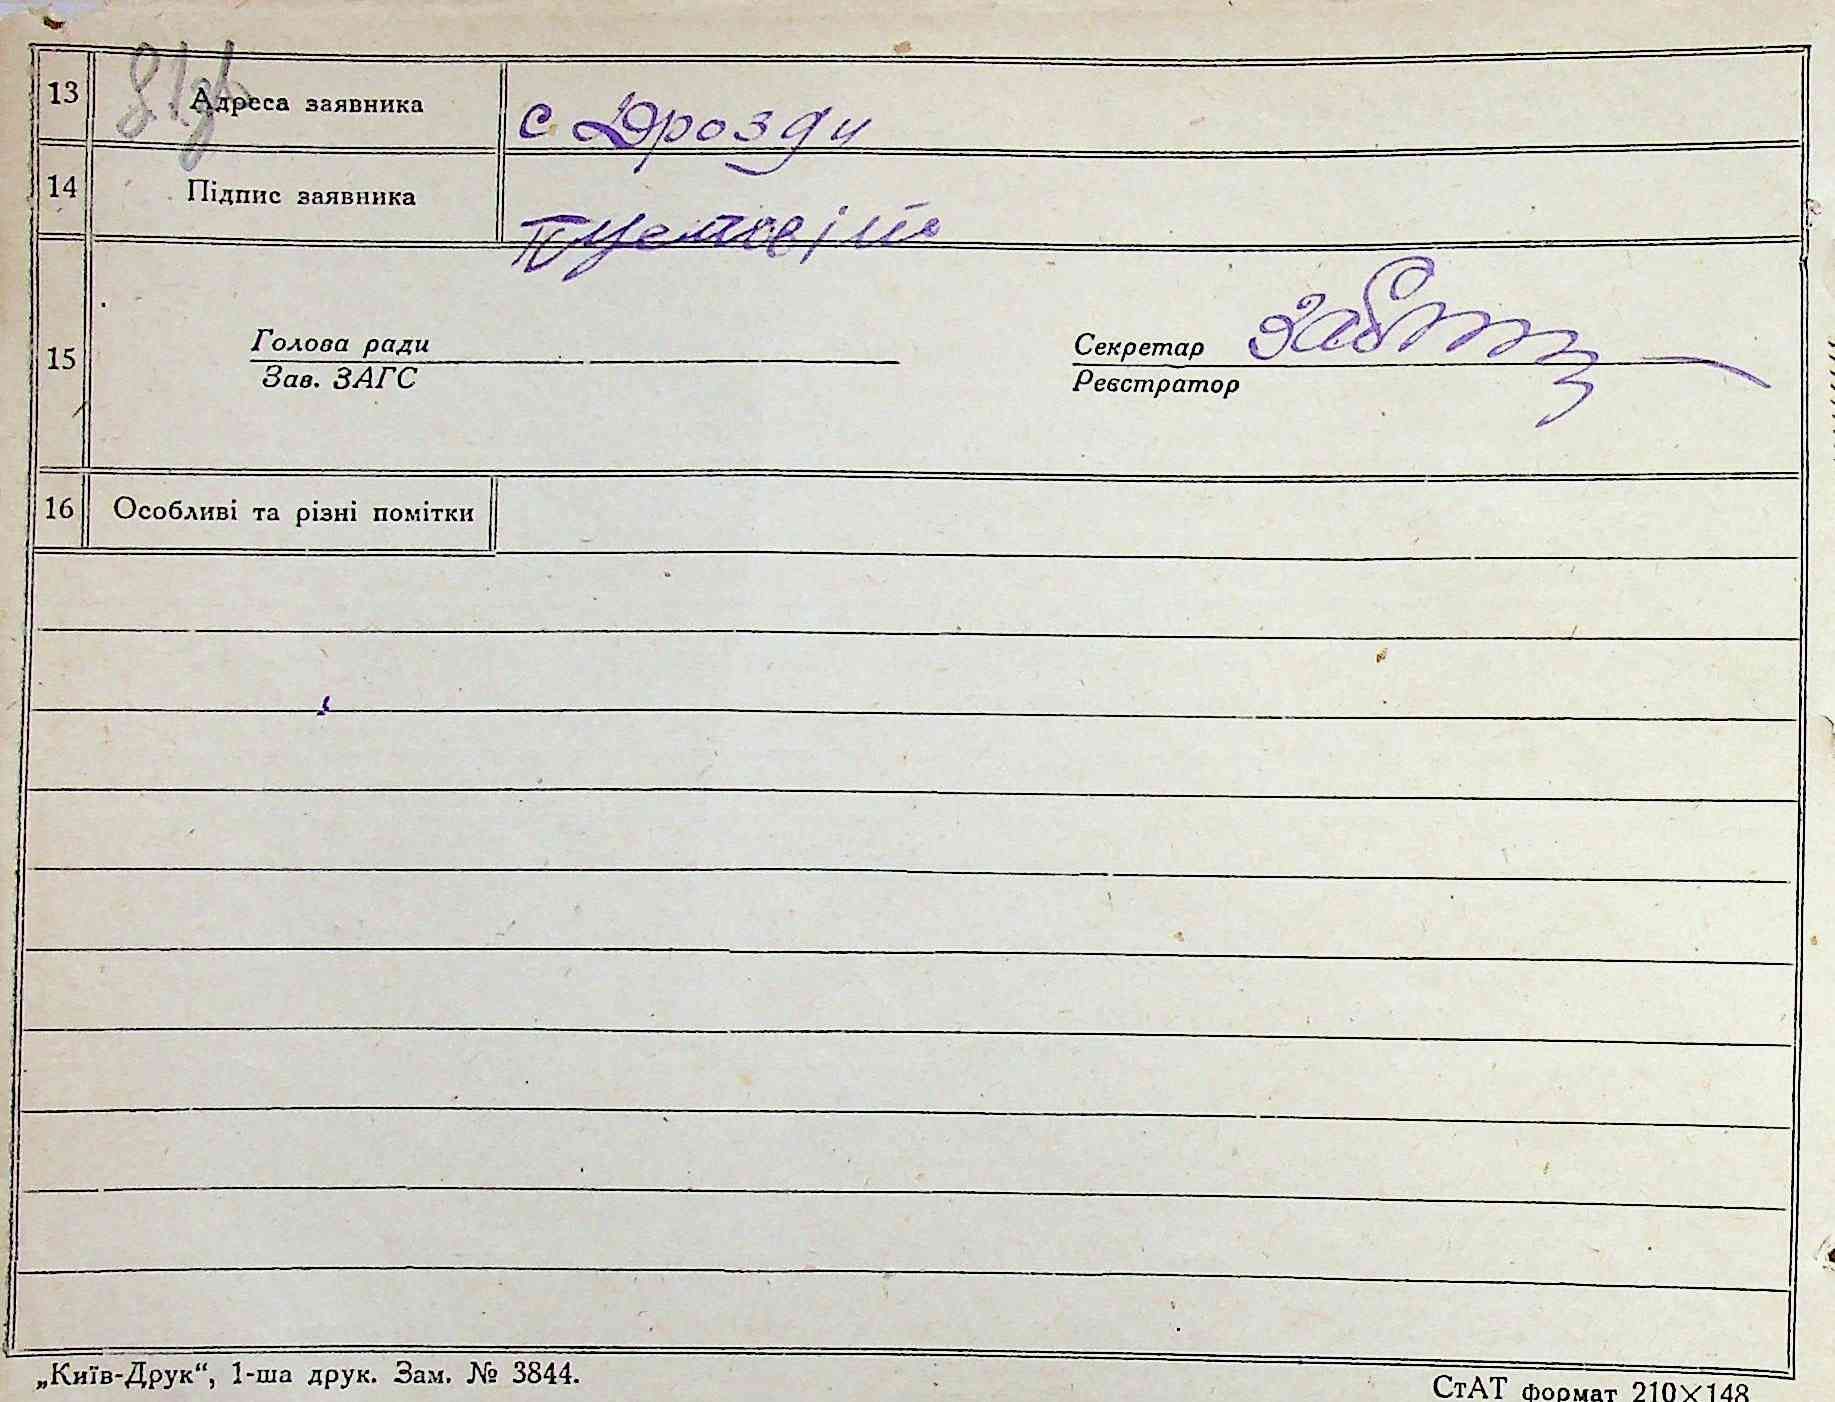 13 Адреса заявника с Дрозди
14 Підпис заявника
15 Голова ради Секретар
Зав. ЗАГС Реєстратор
16 Особливі та різні помітки
„Київ-Друк“, 1-ша друк. Зам. № 3844.
СтАТ формат 210×148